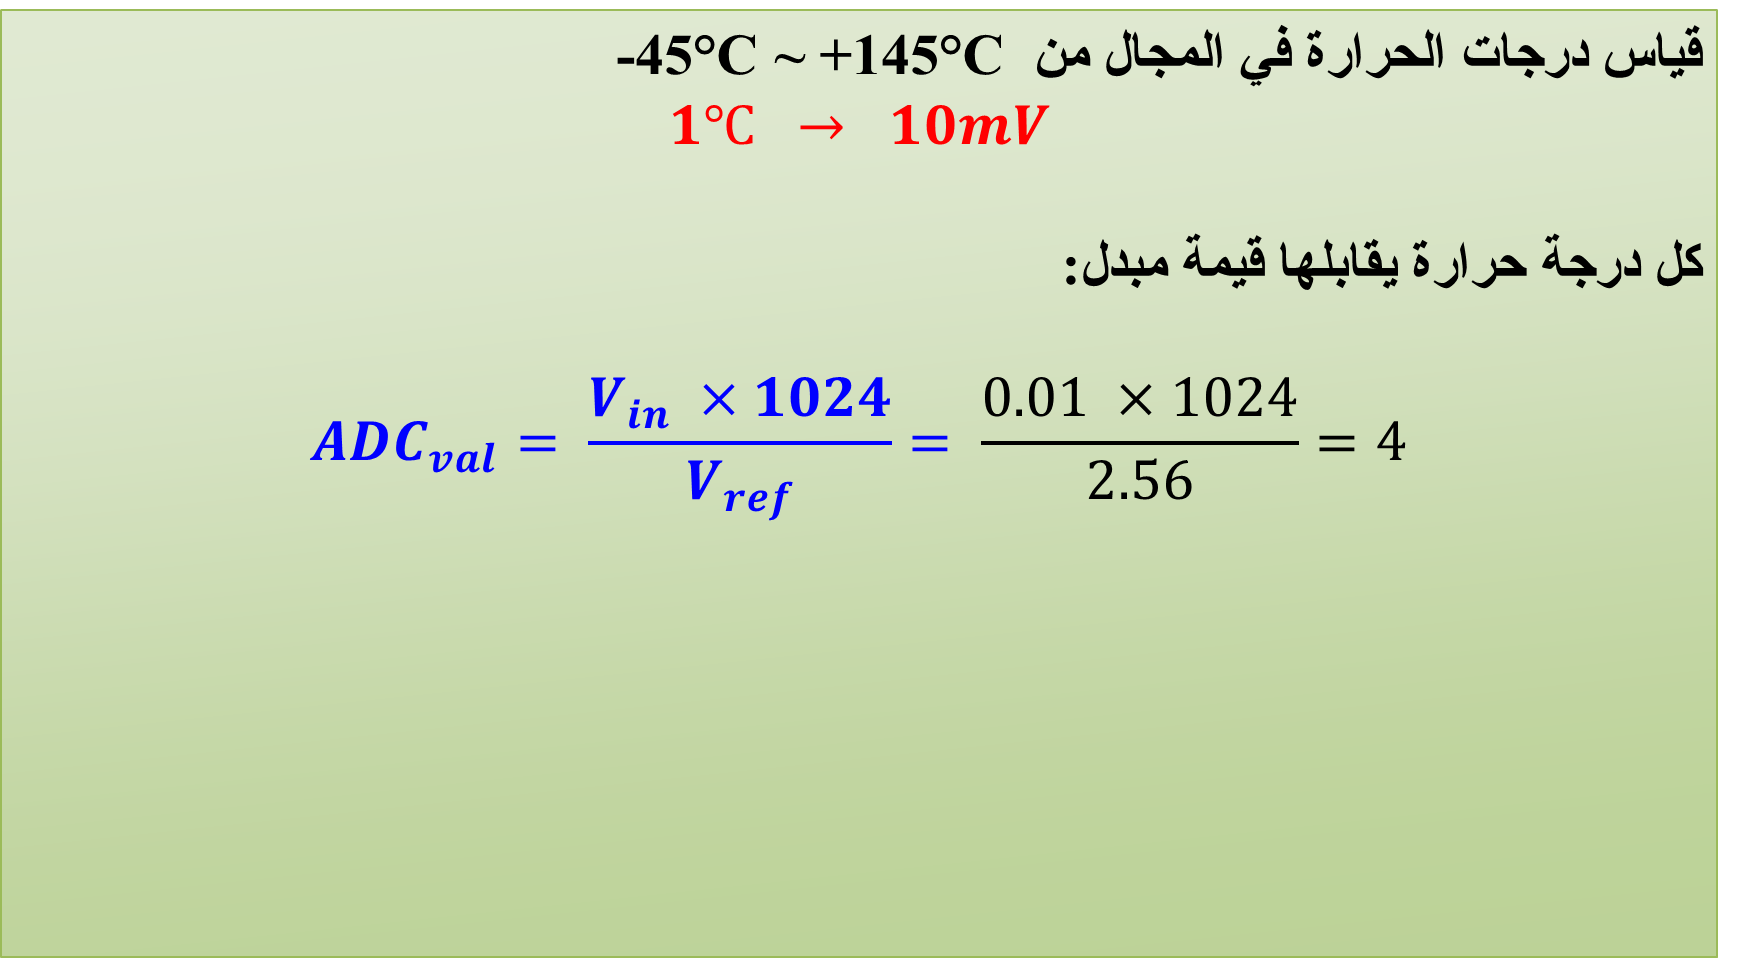 قياس درجات الحرارة في المجال من -45°C ~ +145°C
1℃ → 10mV
كل درجة حرارة يقابلها قيمة مبدل:
ADC_val = (V_in × 1024) / V_ref = (0.01 × 1024) / 2.56 = 4